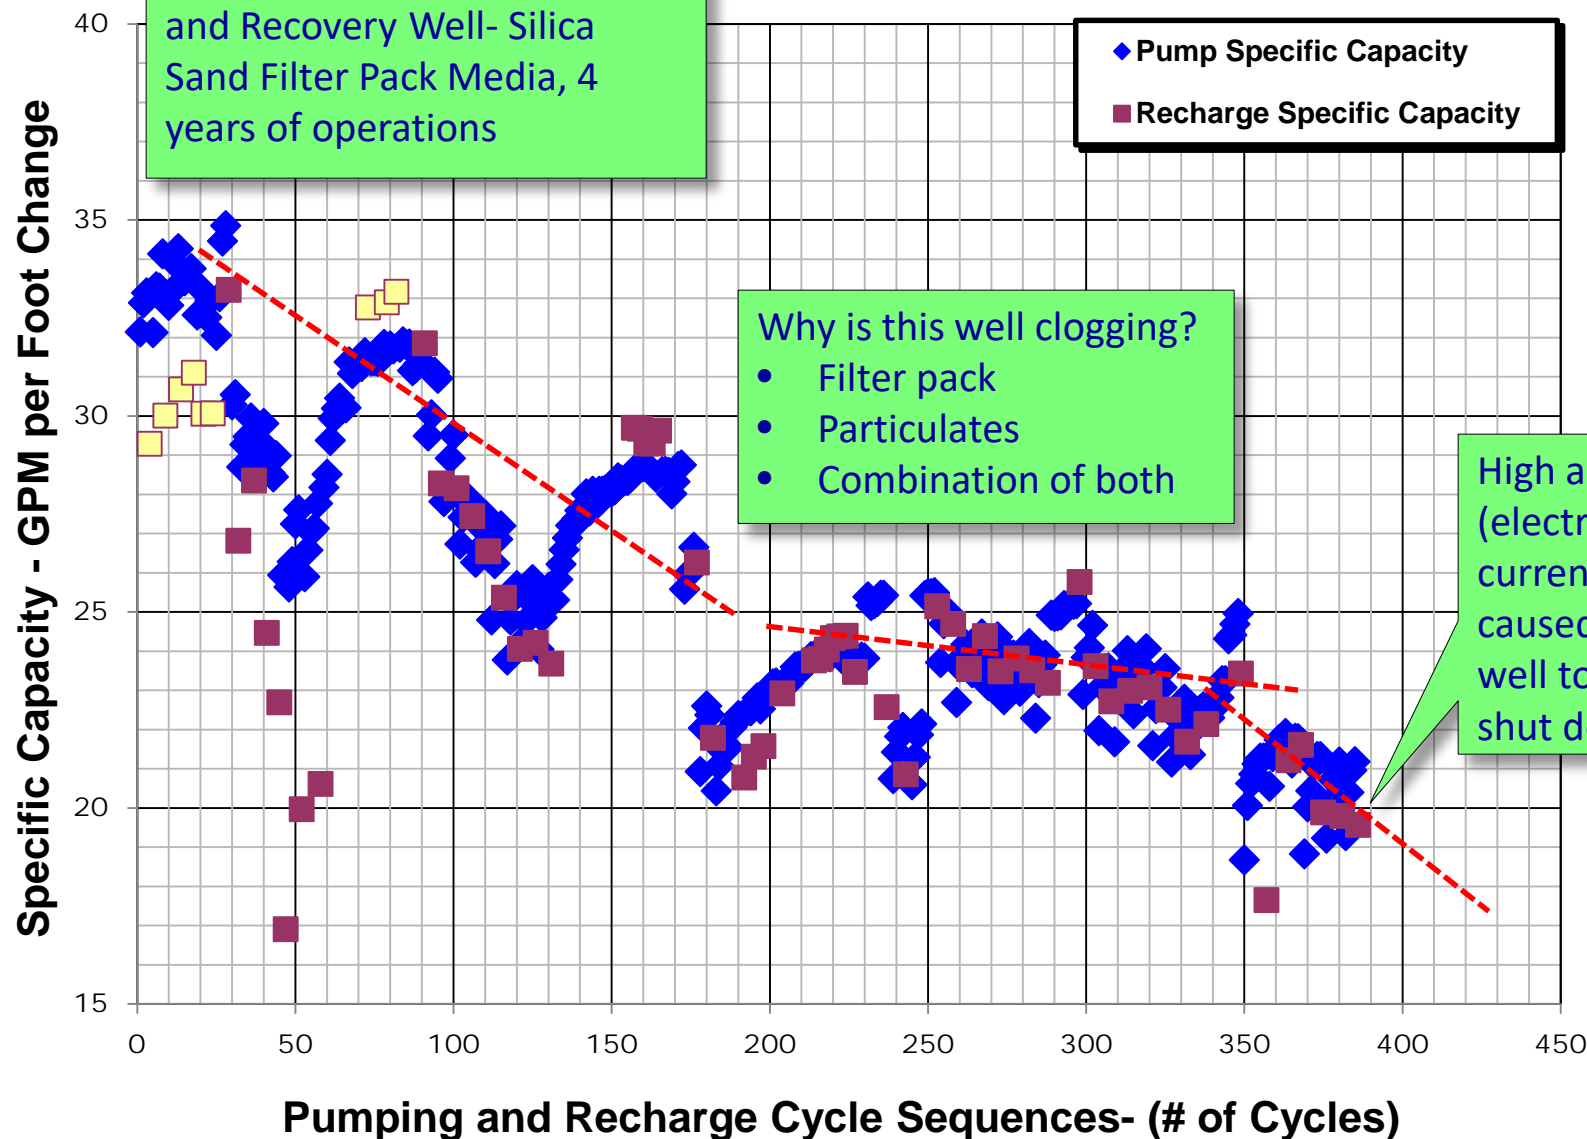 and Recovery Well- Silica
Sand Filter Pack Media, 4
years of operations
Pump Specific Capacity
Recharge Specific Capacity
Why is this well clogging?
• Filter pack
• Particulates
• Combination of both
High a
(electr
curren
caused
well to
shut d
Specific Capacity - GPM per Foot Change
40
35
30
25
20
15
0 50 100 150 200 250 300 350 400 450
Pumping and Recharge Cycle Sequences- (# of Cycles)